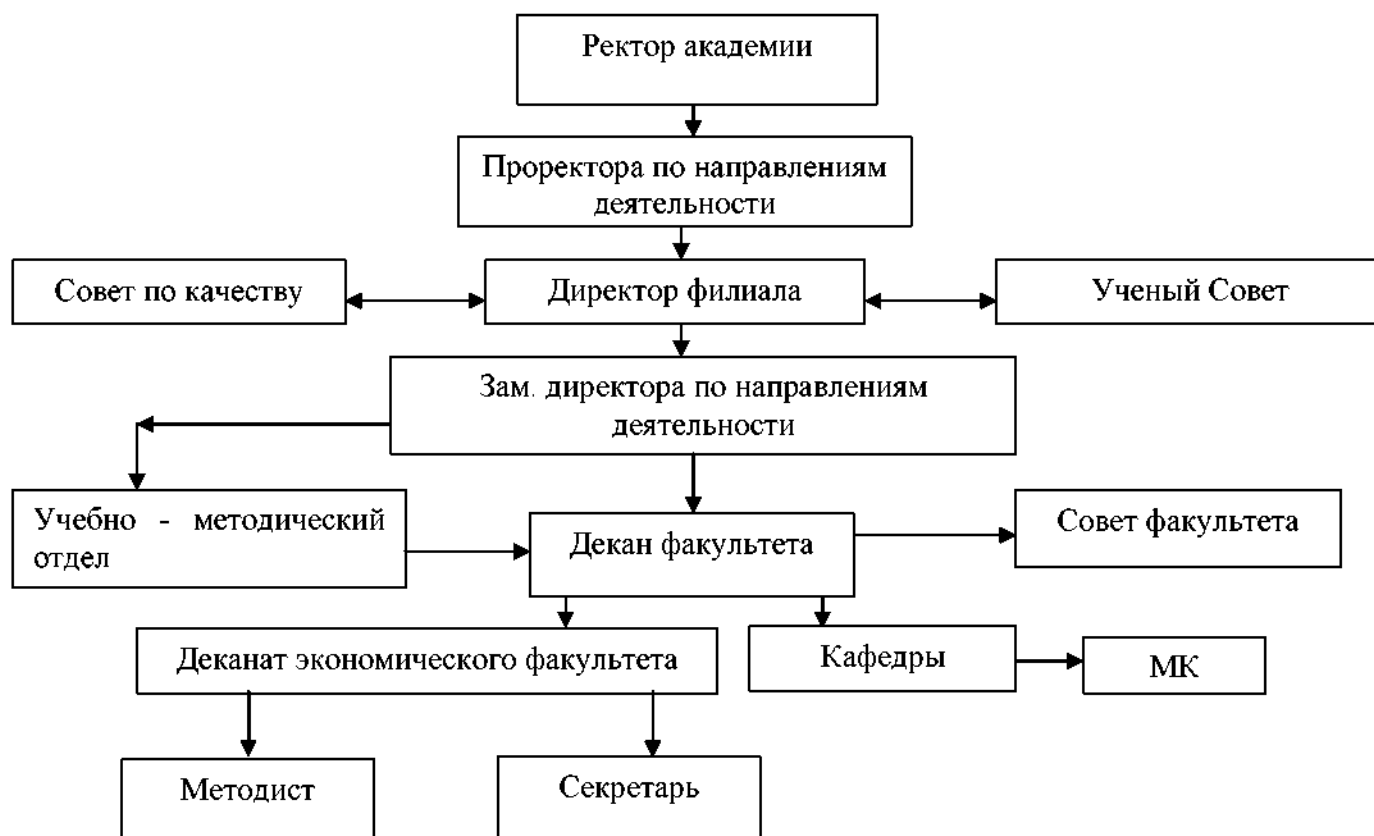 Ректор академии
Проректора по направлениям
деятельности
Совет по качеству
Директор филиала
Ученый Совет
Зам. директора по направлениям
деятельности
Учебно - методический
отдел
Декан факультета
Совет факультета
Деканат экономического факультета
Кафедры
МК
Методист
Секретарь